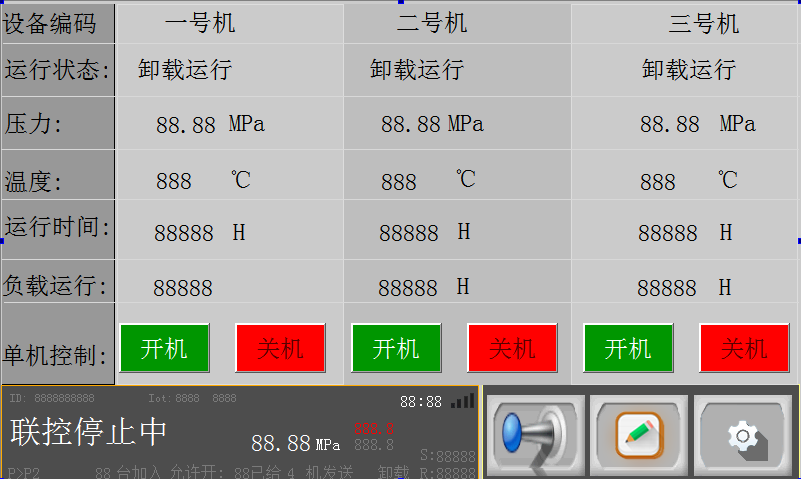 设备编码 一号机 二号机 三号机
运行状态: 卸载运行 卸载运行 卸载运行
压力: 88.88 MPa 88.88 MPa 88.88 MPa
温度: 888 ℃ 888 ℃ 888 ℃
运行时间: 88888 H 88888 H 88888 H
负载运行: 88888 88888 H 88888 H
单机控制: 开机 关机 开机 关机 开机 关机
ID: 8888888888 Iot:8888 8888 88:88
联控停止中 88.88 MPa 888.8 888.8
S:88888
P>P2 88 台加入 允许开: 88已给 4 机发送 卸载 R:88888